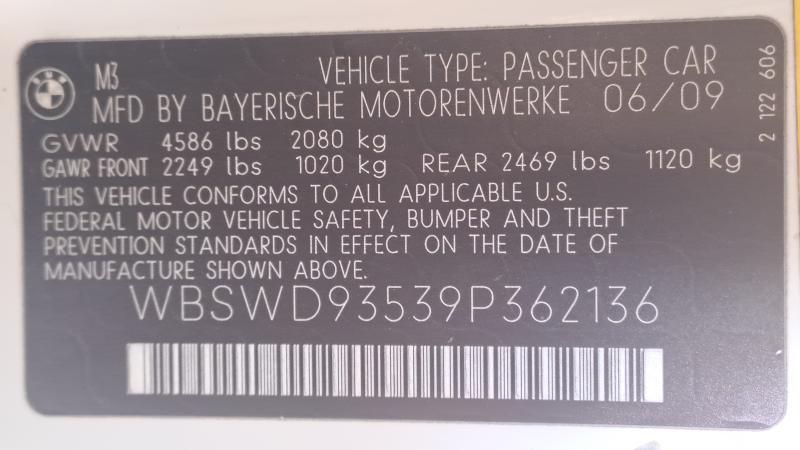 BMW
M3 VEHICLE TYPE: PASSENGER CAR
MFD BY BAYERISCHE MOTORENWERKE 06/09
GVWR 4586 lbs 2080 kg
GAWR FRONT 2249 lbs 1020 kg REAR 2469 lbs 1120 kg
THIS VEHICLE CONFORMS TO ALL APPLICABLE U.S.
FEDERAL MOTOR VEHICLE SAFETY, BUMPER AND THEFT
PREVENTION STANDARDS IN EFFECT ON THE DATE OF
MANUFACTURE SHOWN ABOVE.
WBSWD93539P362136
2 122 606